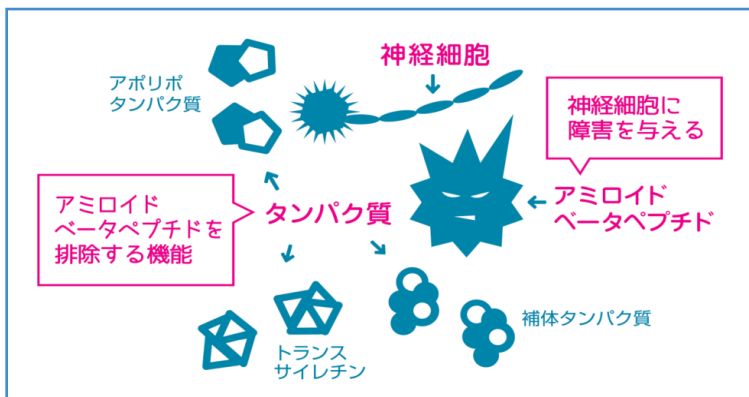 神経細胞
アポリポ
タンパク質
神経細胞に
障害を与える
アミロイド
ベータペプチドを
排除する機能
タンパク質
アミロイド
ベータペプチド
補体タンパク質
トランス
サイレチン